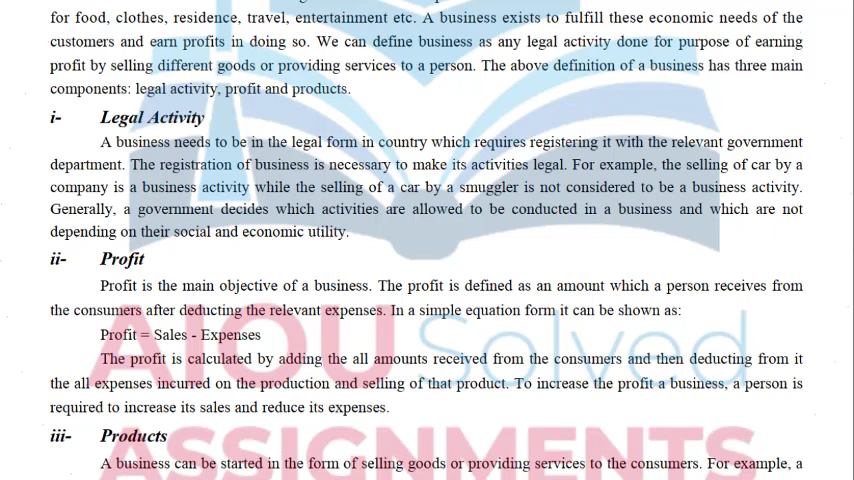 for food, clothes, residence, travel, entertainment etc. A business exists to fulfill these economic needs of the
customers and earn profits in doing so. We can define business as any legal activity done for purpose of earning
profit by selling different goods or providing services to a person. The above definition of a business has three main
components: legal activity, profit and products.
i- Legal Activity
A business needs to be in the legal form in country which requires registering it with the relevant government
department. The registration of business is necessary to make its activities legal. For example, the selling of car by a
company is a business activity while the selling of a car by a smuggler is not considered to be a business activity.
Generally, a government decides which activities are allowed to be conducted in a business and which are not
depending on their social and economic utility.
ii- Profit
Profit is the main objective of a business. The profit is defined as an amount which a person receives from
the consumers after deducting the relevant expenses. In a simple equation form it can be shown as:
Profit = Sales - Expenses
The profit is calculated by adding the all amounts received from the consumers and then deducting from it
the all expenses incurred on the production and selling of that product. To increase the profit a business, a person is
required to increase its sales and reduce its expenses.
iii- Products
A business can be started in the form of selling goods or providing services to the consumers. For example, a
AIOU Solved
ASSIGNMENTS